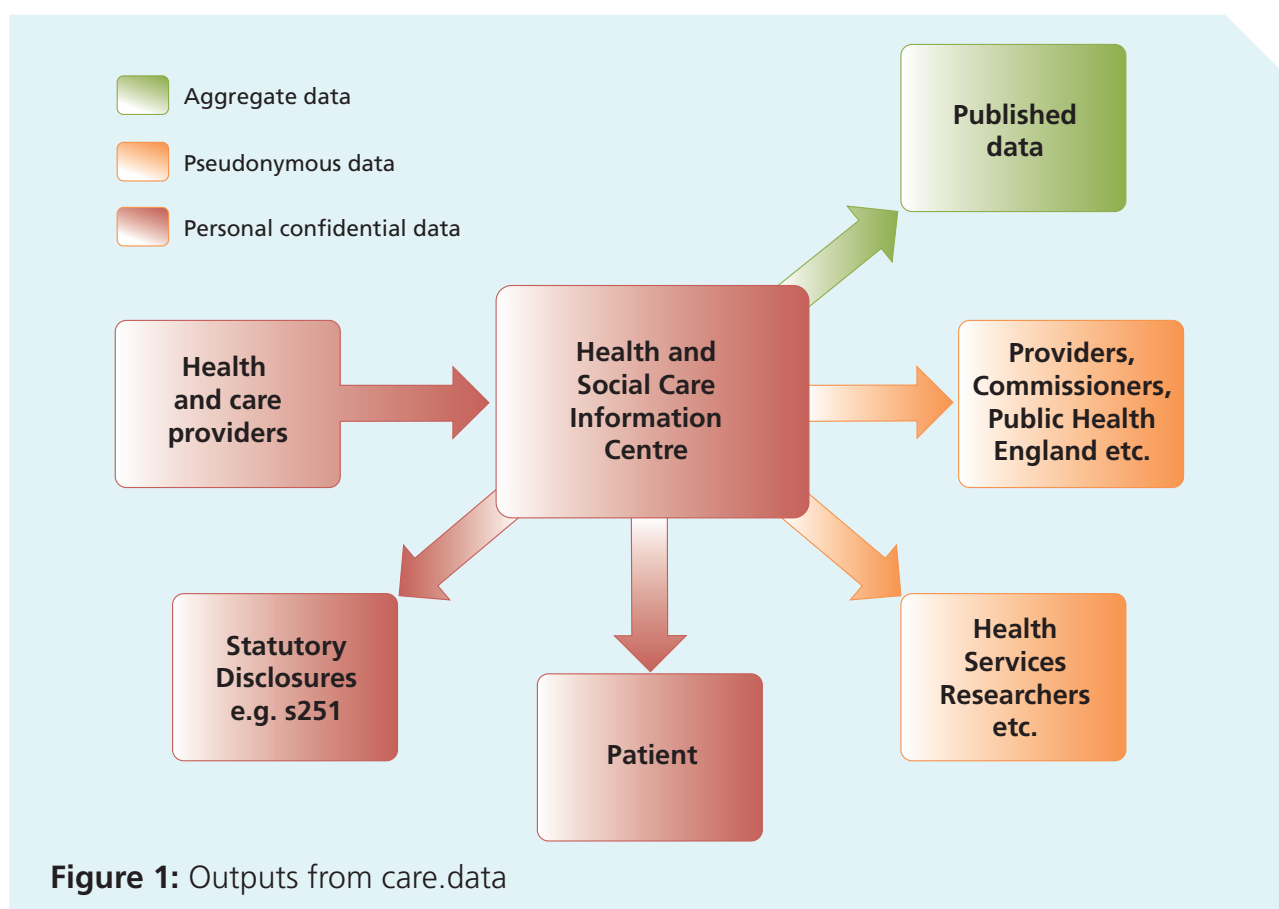 Aggregate data
Pseudonymous data
Personal confidential data
Published
data
Health
and care
providers
Health and
Social Care
Information
Centre
Providers,
Commissioners,
Public Health
England etc.
Statutory
Disclosures
e.g. s251
Patient
Health
Services
Researchers
etc.
Figure 1: Outputs from care.data